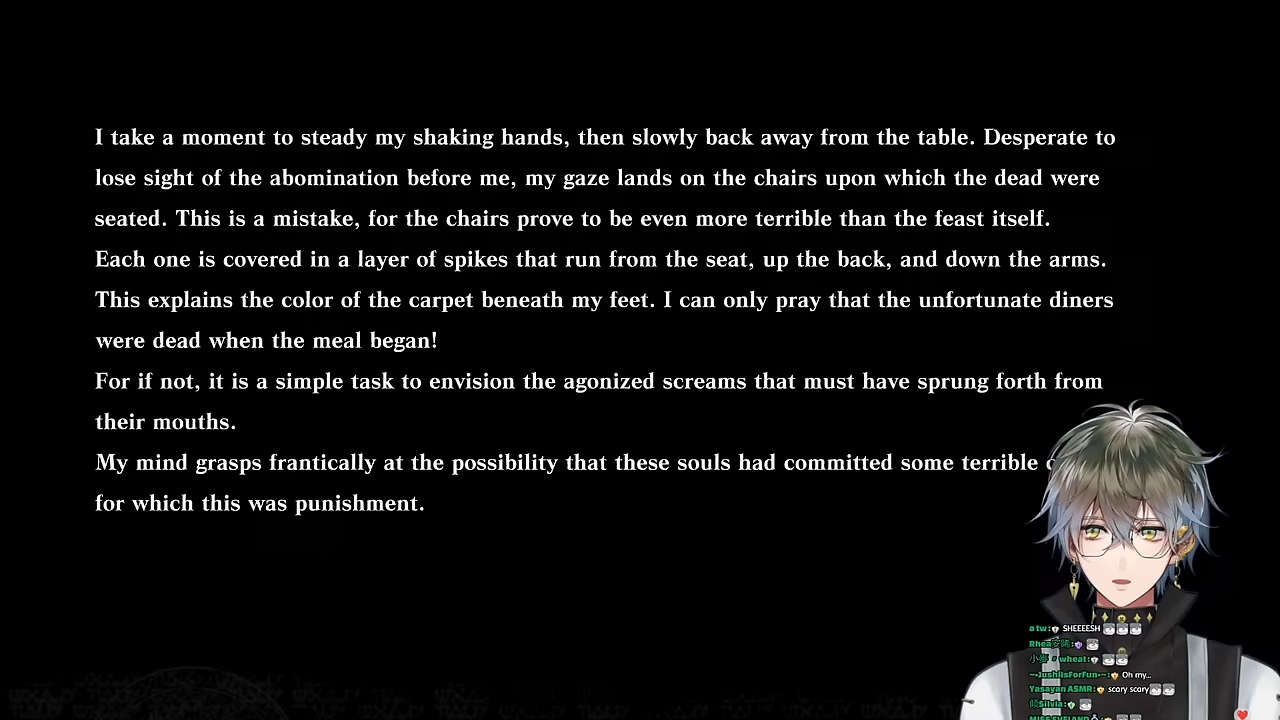 I take a moment to steady my shaking hands, then slowly back away from the table. Desperate to
lose sight of the abomination before me, my gaze lands on the chairs upon which the dead were
seated. This is a mistake, for the chairs prove to be even more terrible than the feast itself.
Each one is covered in a layer of spikes that run from the seat, up the back, and down the arms.
This explains the color of the carpet beneath my feet. I can only pray that the unfortunate diners
were dead when the meal began!
For if not, it is a simple task to envision the agonized screams that must have sprung forth from
their mouths.
My mind grasps frantically at the possibility that these souls had committed some terrible
for which this was punishment.
a tw: SHEEEESH
Rhea
wheat:
~•JushiIsForFun•~: Oh my...
Yasayan ASMR: scary scary
Silvia: